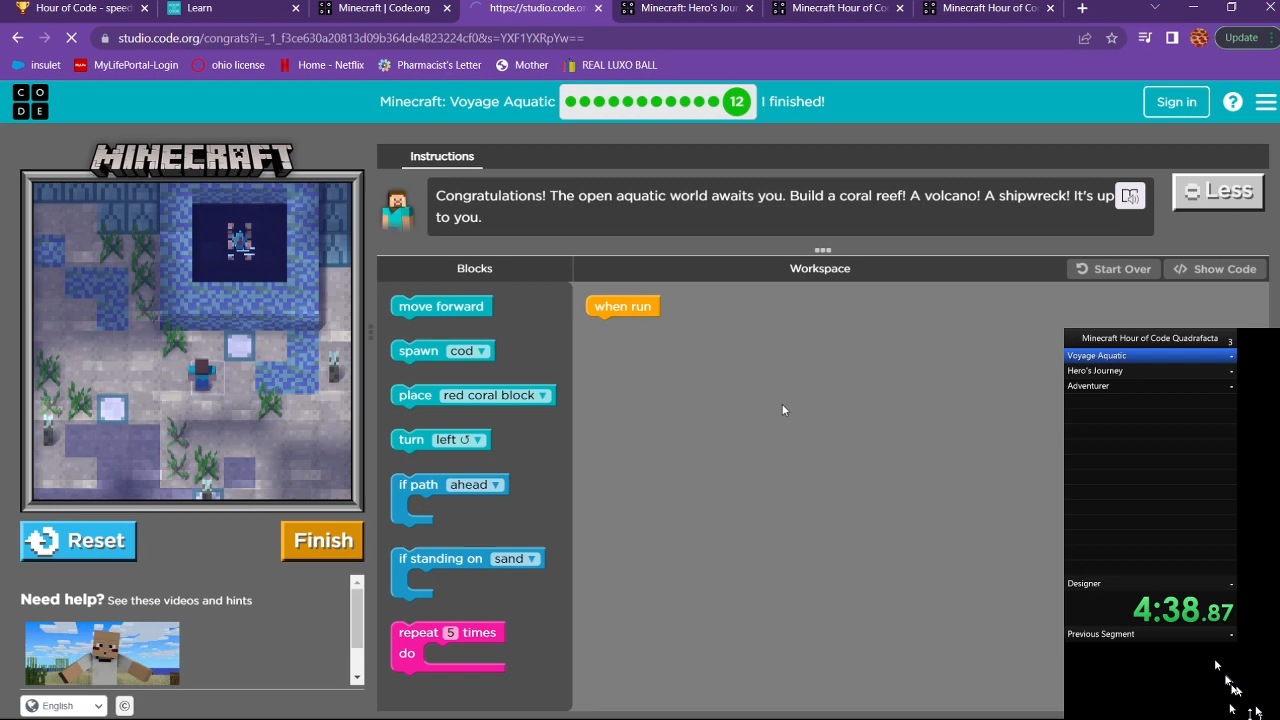 Hour of Code - speed
Learn
Minecraft | Code.org
https://studio.code.or
Minecraft: Hero's Jour
Minecraft Hour of Co
Minecraft Hour of Co
studio.code.org/congrats?i=_1_f3ce630a20813d09b364de4823224cf0&s=YXF1YXRpYw==
Update
insulet
MyLifePortal-Login
ohio license
Home - Netflix
Pharmacist's Letter
Mother
REAL LUXO BALL
C O
D E
Minecraft: Voyage Aquatic
12
I finished!
Sign in
?
MINECRAFT
Instructions
Congratulations! The open aquatic world awaits you. Build a coral reef! A volcano! A shipwreck! It's up
to you.
Less
Blocks
Workspace
Start Over
</> Show Code
move forward
when run
spawn cod
place red coral block
turn left ↺
if path ahead
if standing on sand
repeat 5 times
do
Reset
Finish
Need help? See these videos and hints
English
©
Minecraft Hour of Code Quadrafacta
3
Voyage Aquatic -
Hero's Journey -
Adventurer -
Designer -
4:38.87
Previous Segment -